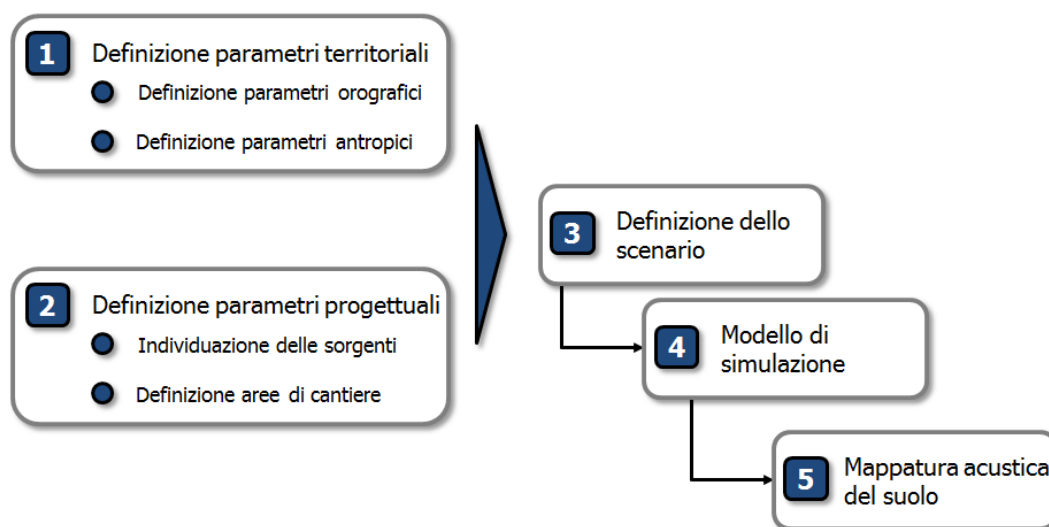 1 Definizione parametri territoriali
Definizione parametri orografici
Definizione parametri antropici
2 Definizione parametri progettuali
Individuazione delle sorgenti
Definizione aree di cantiere
3 Definizione dello
scenario
4 Modello di
simulazione
5 Mappatura acustica
del suolo